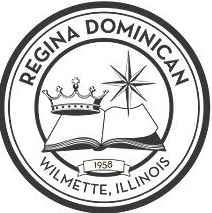 REGINA DOMINICAN
1958
WILMETTE, ILLINOIS